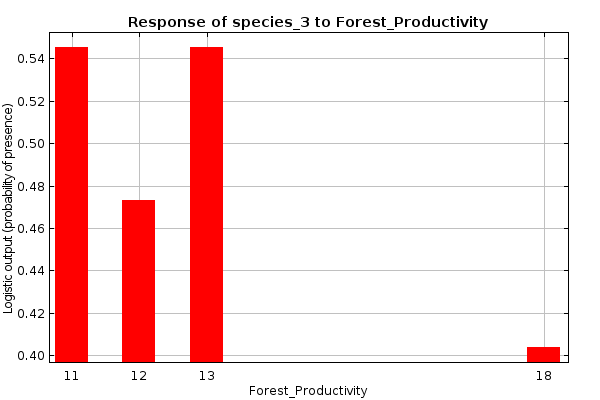 Response of species_3 to Forest_Productivity
Logistic output (probability of presence)
0.54
0.52
0.50
0.48
0.46
0.44
0.42
0.40
11 12 13 18
Forest_Productivity